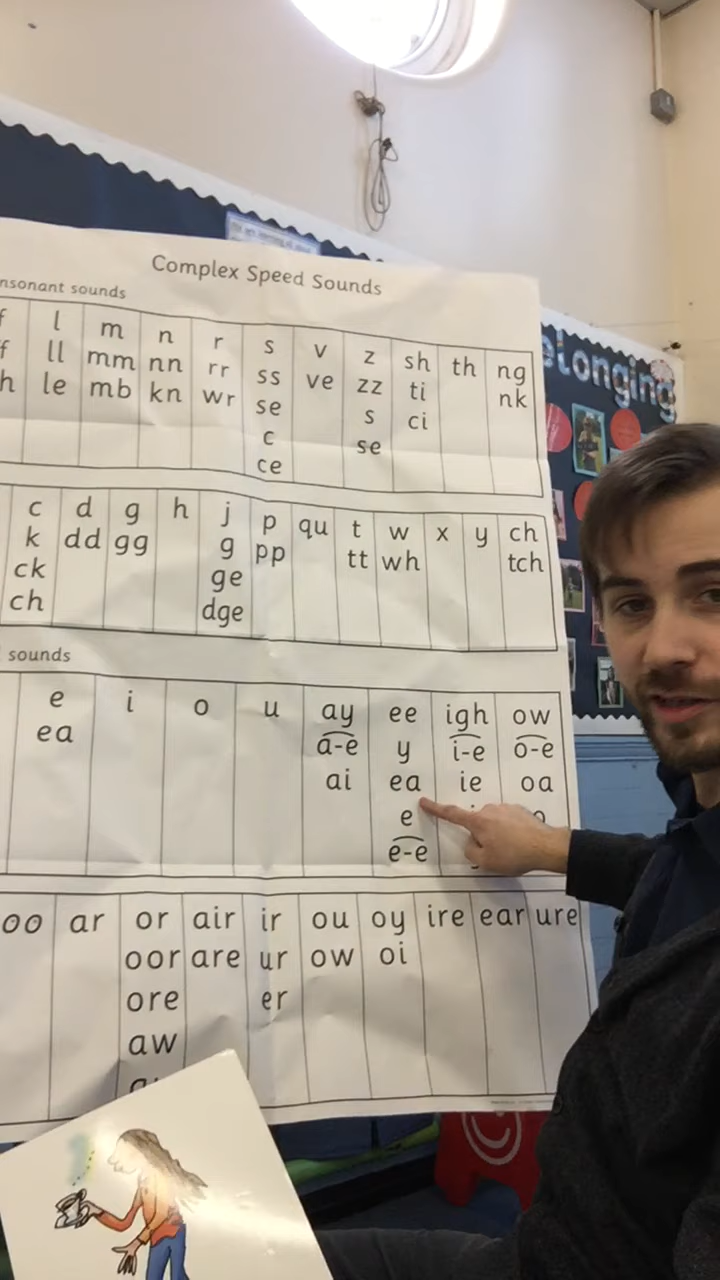 Complex Speed Sounds
nsonant sounds
f l m n r s v z sh th ng
f ll mm nn rr ss ve zz ti nk
h le mb kn wr se s ci
c se
ce
c d g h j p qu t w x y ch
k dd gg g pp tt wh tch
ck ge
ch dge
sounds
e i o u ay ee igh ow
ea a-e y i-e o-e
ai ea ie oa
e o
e-e
oo ar or air ir ou oy ire ear ure
oor are ur ow oi
ore er
aw
elonging